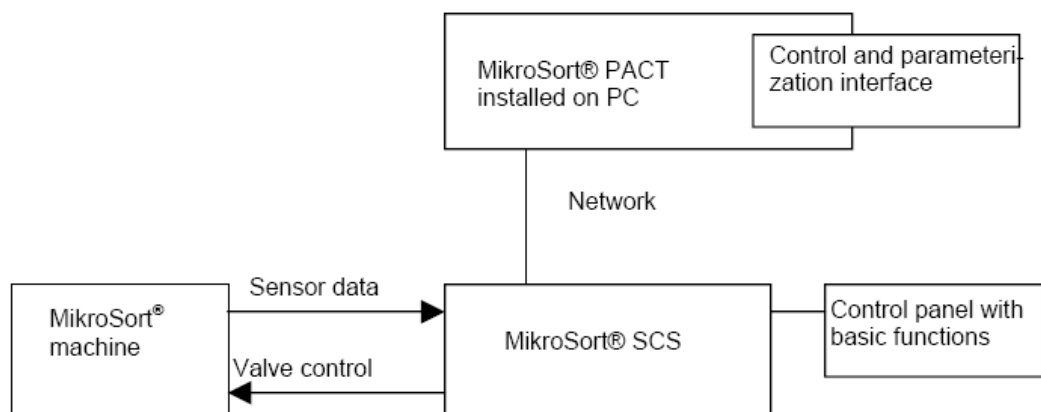 MikroSort® PACT
installed on PC
Control and parameteri-
zation interface
Network
Sensor data
MikroSort®
machine
Valve control
MikroSort® SCS
Control panel with
basic functions